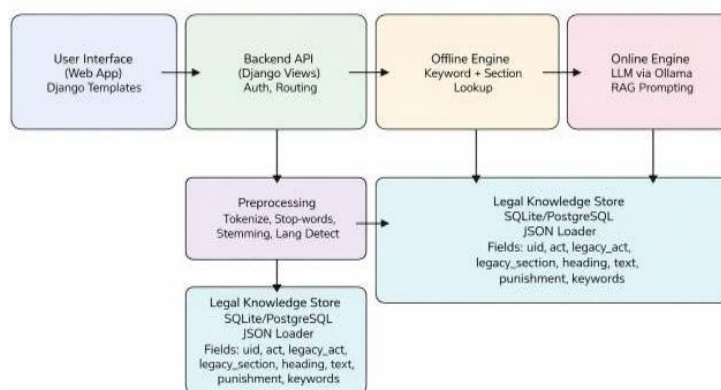 User Interface
(Web App)
Django Templates
Backend API
(Django Views)
Auth, Routing
Offline Engine
Keyword + Section
Lookup
Online Engine
LLM via Ollama
RAG Prompting
Preprocessing
Tokenize, Stop-words,
Stemming, Lang Detect
Legal Knowledge Store
SQLite/PostgreSQL
JSON Loader
Fields: uid, act, legacy_act,
legacy_section, heading, text,
punishment, keywords
Legal Knowledge Store
SQLite/PostgreSQL
JSON Loader
Fields: uid, act, legacy_act,
legacy_section, heading, text,
punishment, keywords